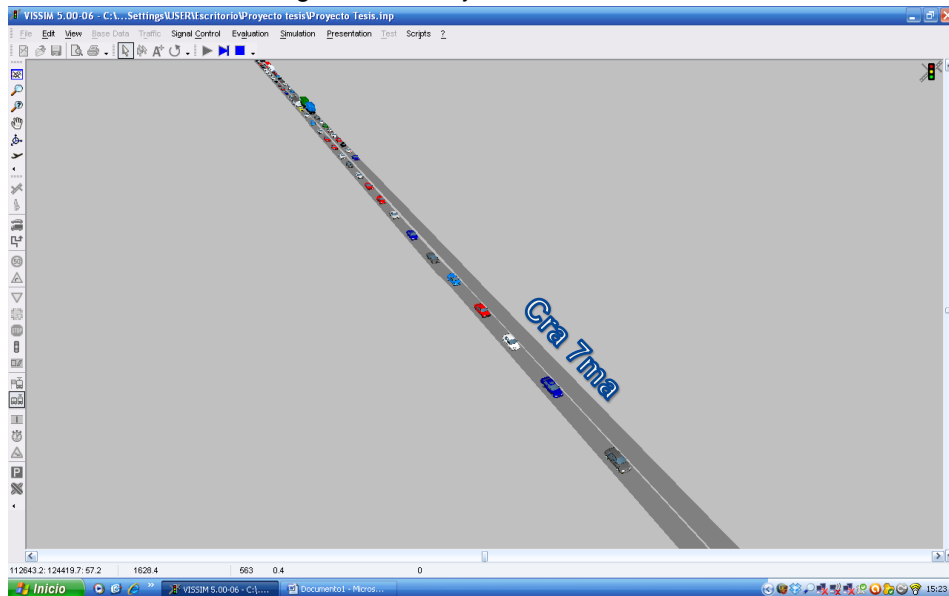 VISSIM 5.00-06 - C:\...Settings\USER\Escritorio\Proyecto tesis\Proyecto Tesis.inp
File Edit View Base Data Traffic Signal Control Evaluation Simulation Presentation Test Scripts ?
Cra 7ma
112643.2: 124419.7: 57.2 1628.4 563 0.4 0
Inicio VISSIM 5.00-06 - C:\... Documento1 - Micros... 15:23